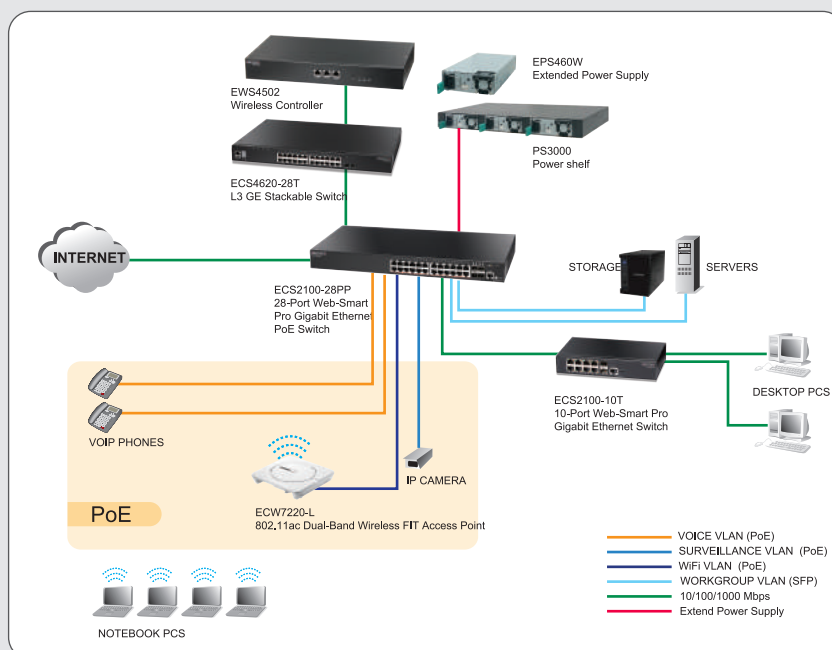 EPS460W
Extended Power Supply
EWS4502
Wireless Controller
PS3000
Power shelf
ECS4620-28T
L3 GE Stackable Switch
INTERNET
STORAGE
SERVERS
ECS2100-28PP
28-Port Web-Smart
Pro Gigabit Ethernet
PoE Switch
DESKTOP PCS
ECS2100-10T
10-Port Web-Smart Pro
Gigabit Ethernet Switch
VOIP PHONES
IP CAMERA
PoE
ECW7220-L
802.11ac Dual-Band Wireless FIT Access Point
VOICE VLAN (PoE)
SURVEILLANCE VLAN (PoE)
WiFi VLAN (PoE)
WORKGROUP VLAN (SFP)
10/100/1000 Mbps
Extend Power Supply
NOTEBOOK PCS